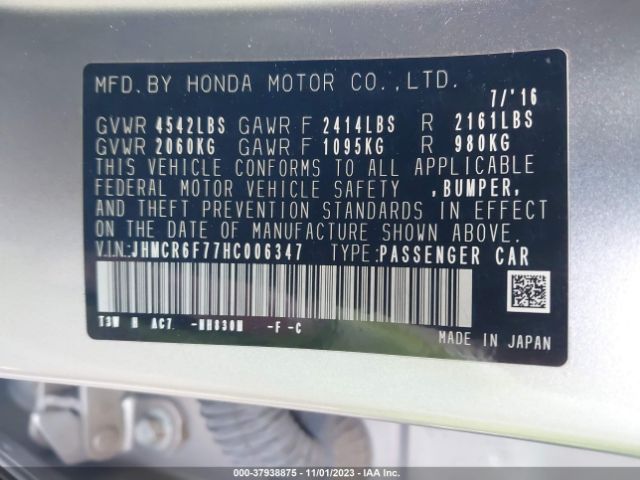 MFD. BY HONDA MOTOR CO., LTD.
7/'16
GVWR 4542LBS GAWR F 2414LBS R 2161LBS
GVWR 2060KG GAWR F 1095KG R 980KG
THIS VEHICLE CONFORMS TO ALL APPLICABLE
FEDERAL MOTOR VEHICLE SAFETY ,BUMPER,
AND THEFT PREVENTION STANDARDS IN EFFECT
ON THE DATE OF MANUFACTURE SHOWN ABOVE.
VIN:JHMCR6F77HC006347 TYPE:PASSENGER CAR
T3W H AC7. -NH830M -F -C
MADE IN JAPAN
000-37938875 - 11/01/2023 - IAA Inc.